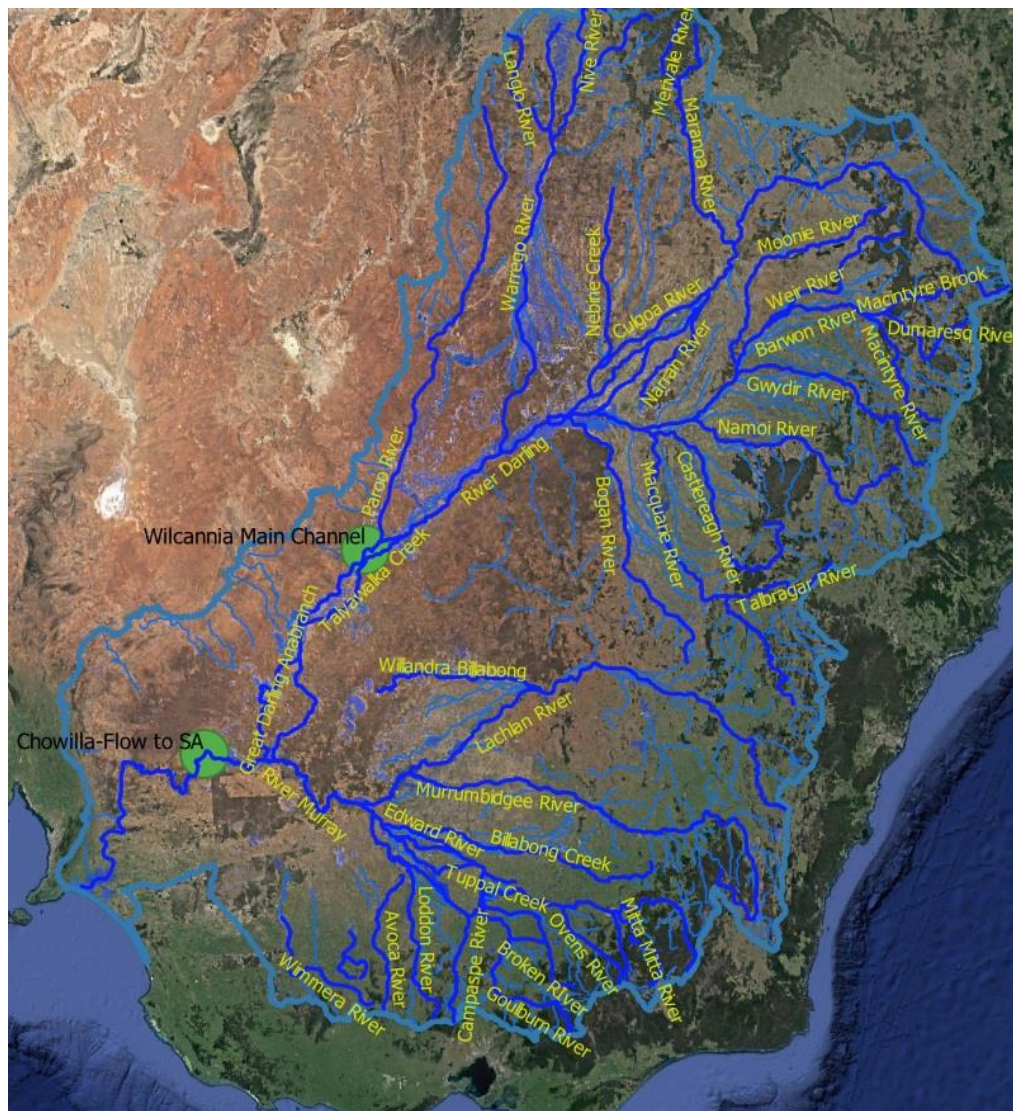 Langlo River
Nive River
Merivale River
Maranoa River
Warrego River
Nebine Creek
Culgoa River
Moonie River
Weir River
Macintyre Brook
Barwon River
Dumaresq River
Macintyre River
Narran River
Gwydir River
Namoi River
Paroo River
River Darling
Bogan River
Macquarie River
Castlereagh River
Wilcannia Main Channel
Talyawalka Creek
Talbragar River
Great Darling Anabranch
Willandra Billabong
Lachlan River
Chowilla-Flow to SA
River Murray
Murrumbidgee River
Edward River
Billabong Creek
Tuppal Creek
Avoca River
Loddon River
Campaspe River
Ovens River
Mitta Mitta River
Broken River
Wimmera River
Goulburn River